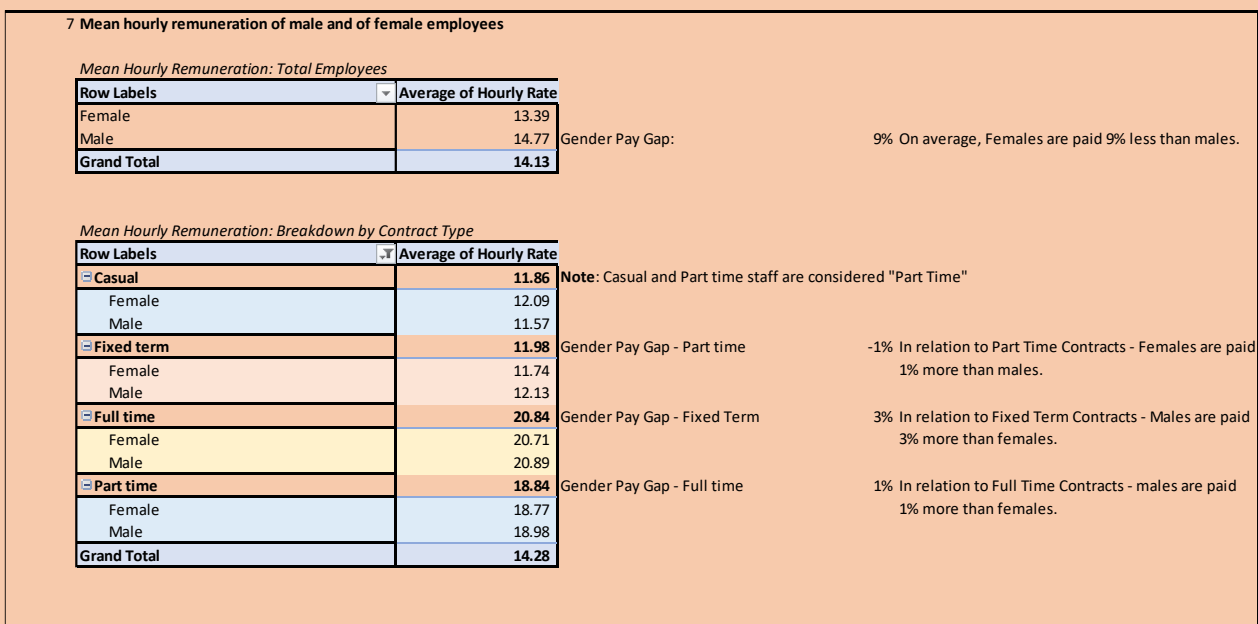 7 Mean hourly remuneration of male and of female employees
Mean Hourly Remuneration: Total Employees
Row Labels Average of Hourly Rate
Female 13.39
Male 14.77 Gender Pay Gap: 9% On average, Females are paid 9% less than males.
Grand Total 14.13
Mean Hourly Remuneration: Breakdown by Contract Type
Row Labels Average of Hourly Rate
Casual 11.86 Note: Casual and Part time staff are considered "Part Time"
Female 12.09
Male 11.57
Fixed term 11.98 Gender Pay Gap - Part time -1% In relation to Part Time Contracts - Females are paid
Female 11.74 1% more than males.
Male 12.13
Full time 20.84 Gender Pay Gap - Fixed Term 3% In relation to Fixed Term Contracts - Males are paid
Female 20.71 3% more than females.
Male 20.89
Part time 18.84 Gender Pay Gap - Full time 1% In relation to Full Time Contracts - males are paid
Female 18.77 1% more than females.
Male 18.98
Grand Total 14.28